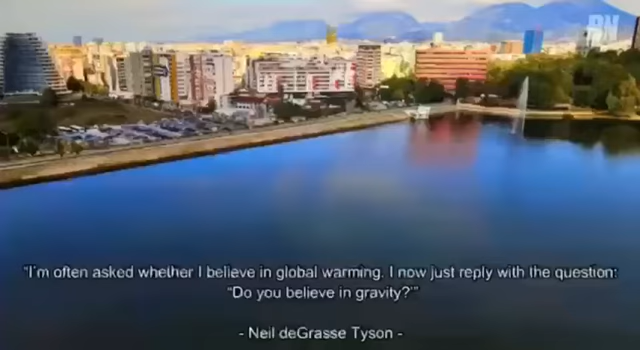 RN
"I'm often asked whether I believe in global warming. I now just reply with the question:
"Do you believe in gravity?'"
- Neil deGrasse Tyson -